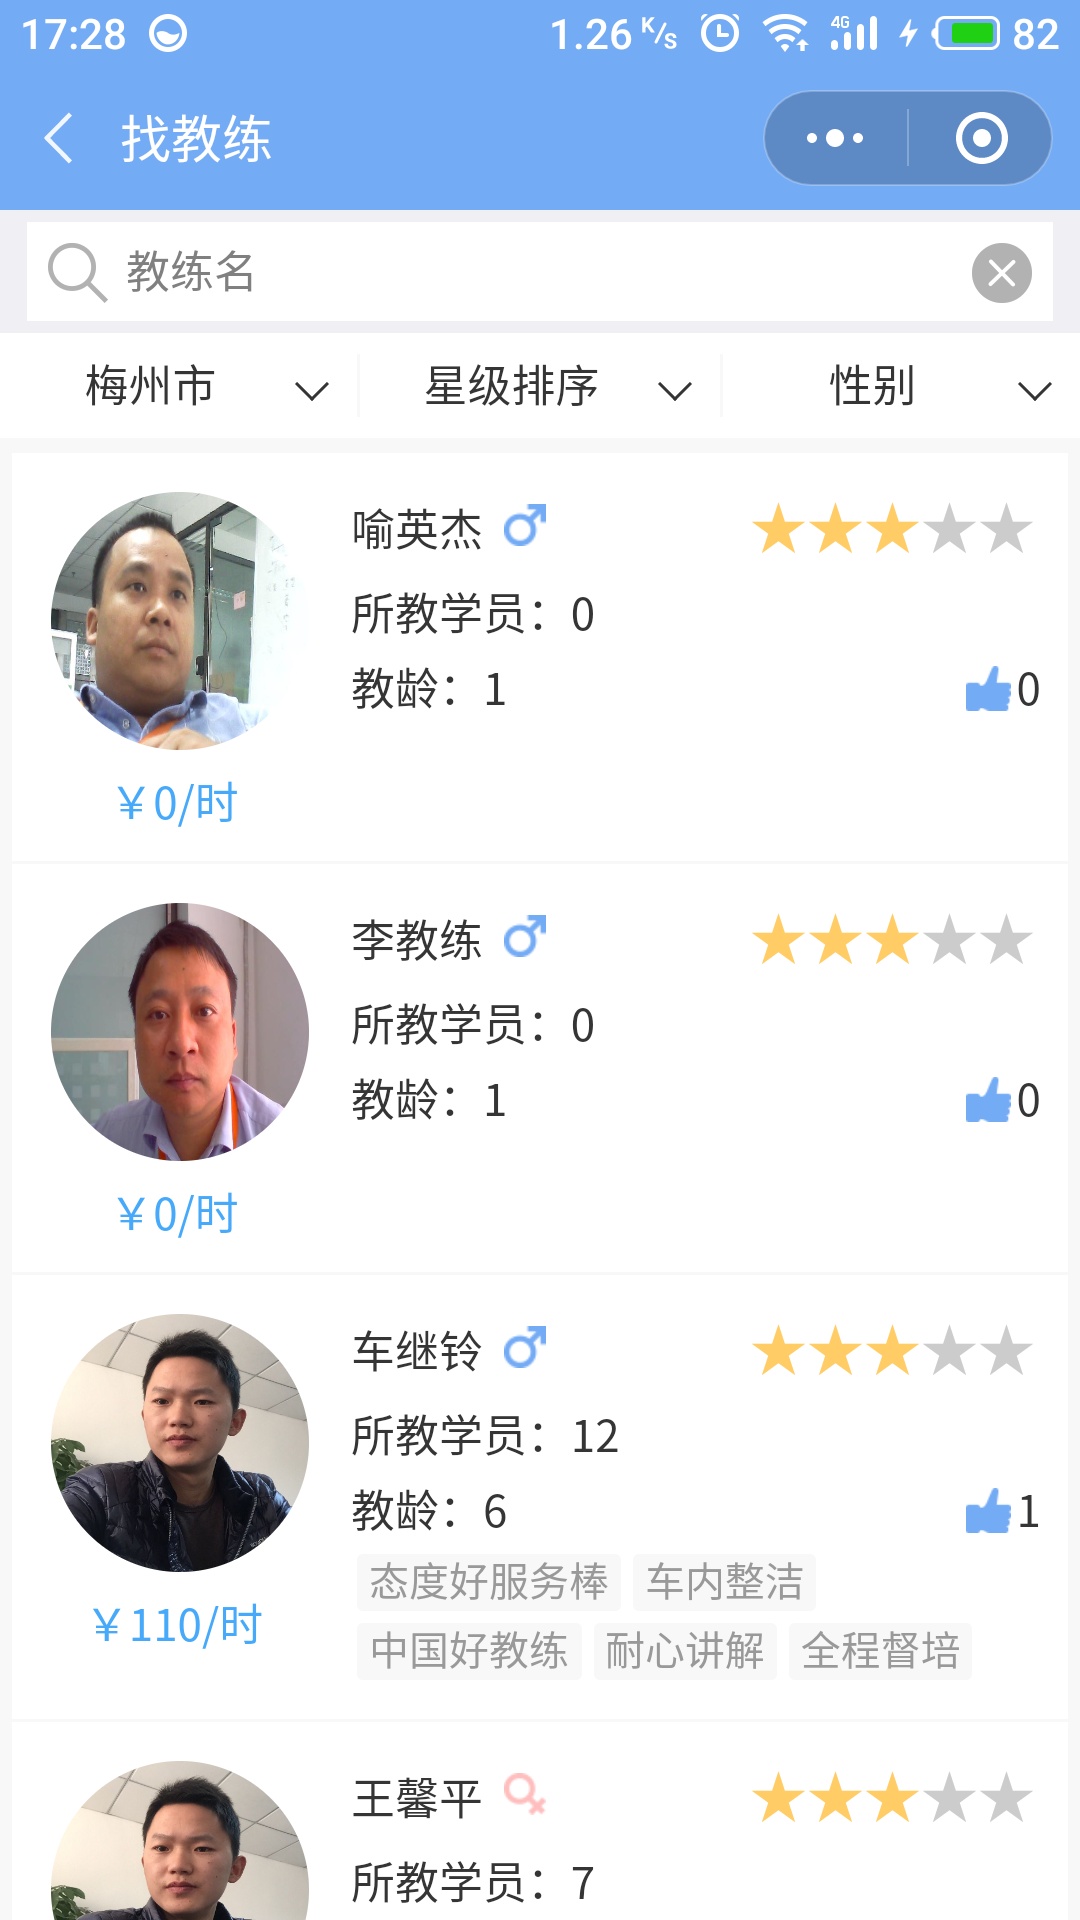 17:28 1.26 K/s 4G 82
找教练
教练名
梅州市 星级排序 性别
喻英杰
所教学员：0
教龄：1 0
￥0/时
李教练
所教学员：0
教龄：1 0
￥0/时
车继铃
所教学员：12
教龄：6 1
态度好服务棒 车内整洁
￥110/时
中国好教练 耐心讲解 全程督培
王馨平
所教学员：7